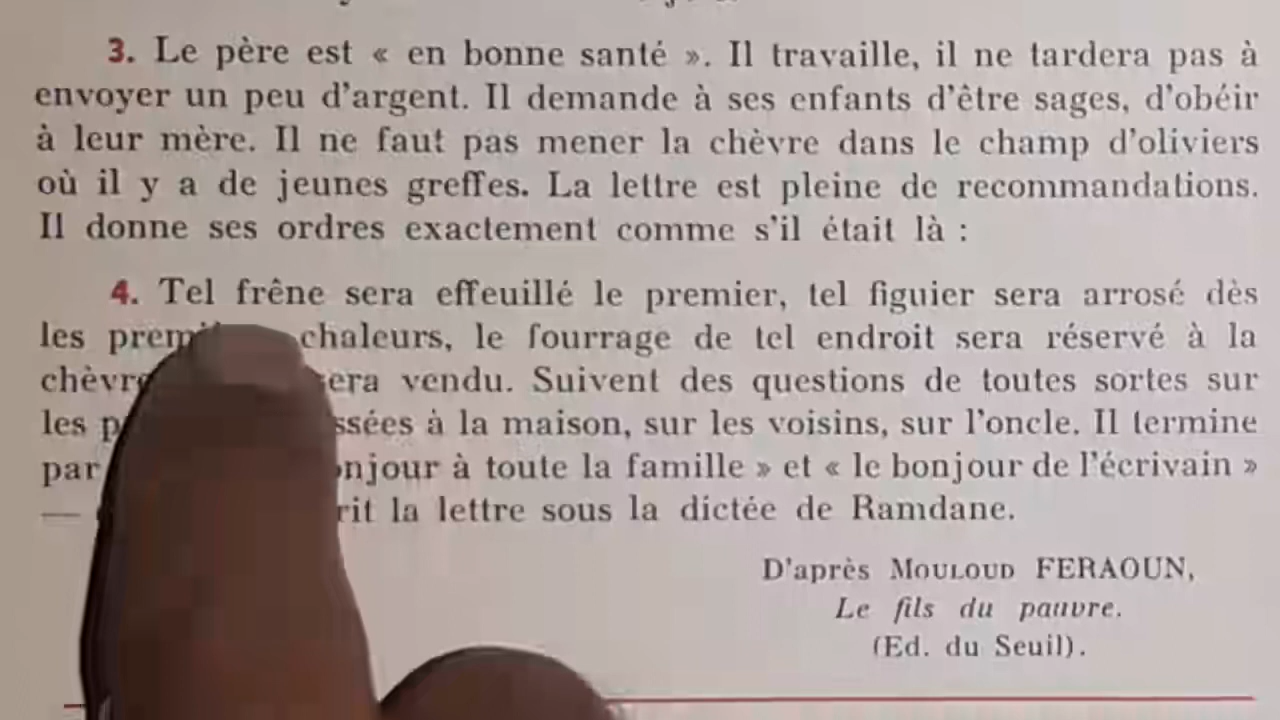 3. Le père est « en bonne santé ». Il travaille, il ne tardera pas à
envoyer un peu d'argent. Il demande à ses enfants d'être sages, d'obéir
à leur mère. Il ne faut pas mener la chèvre dans le champ d'oliviers
où il y a de jeunes greffes. La lettre est pleine de recommandations.
Il donne ses ordres exactement comme s'il était là :
4. Tel frêne sera effeuillé le premier, tel figuier sera arrosé dès
les chaleurs, le fourrage de tel endroit sera réservé à la
vendu. Suivent des questions de toutes sortes sur
les à la maison, sur les voisins, sur l'oncle. Il termine
par à toute la famille » et « le bonjour de l'écrivain »
— la lettre sous la dictée de Ramdane.
D'après MOULOUD FERAOUN,
Le fils du pauvre.
(Ed. du Seuil).